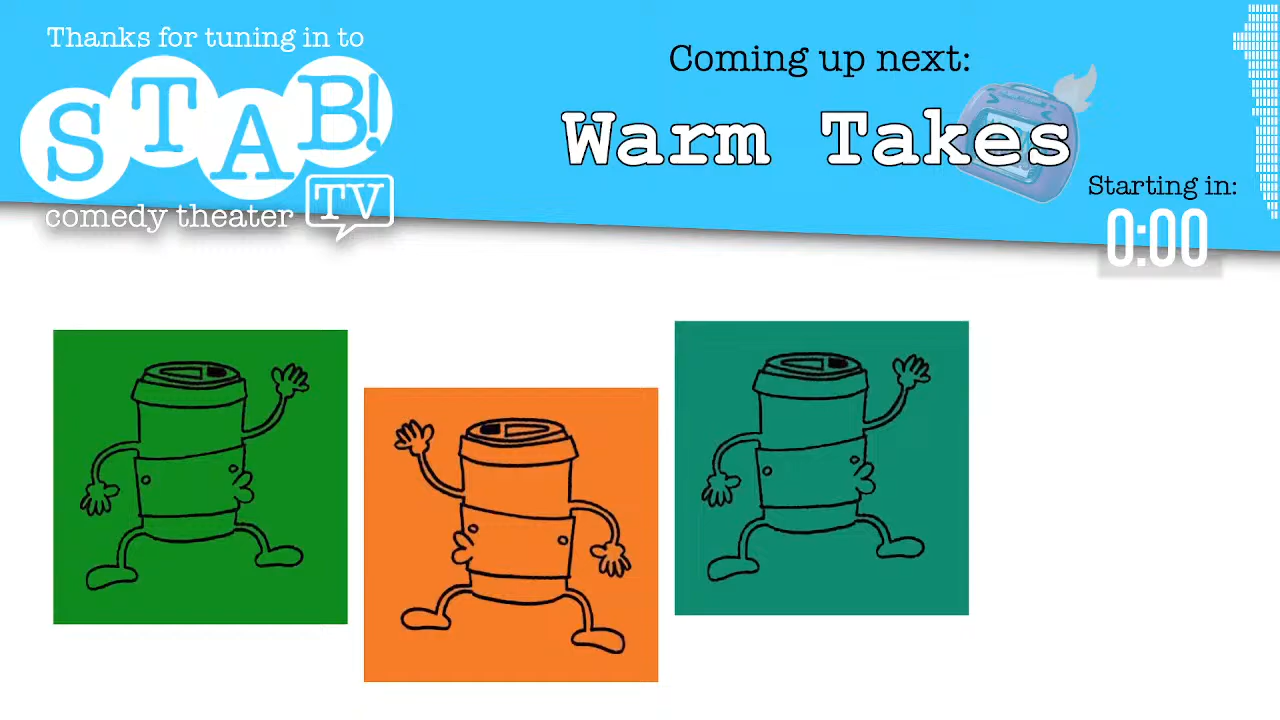 Thanks for tuning in to
STAB!
comedy theater TV
Coming up next:
Warm Takes
Starting in:
0:00